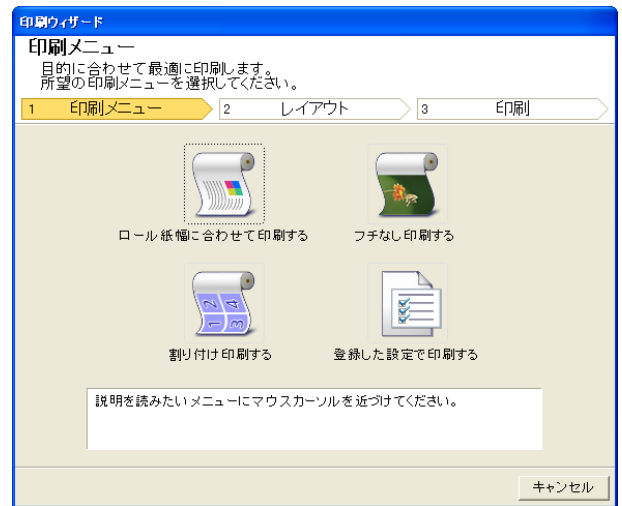 印刷ウィザード
印刷メニュー
目的に合わせて最適に印刷します。
所望の印刷メニューを選択してください。
1 印刷メニュー 2 レイアウト 3 印刷
ロール紙幅に合わせて印刷する フチなし印刷する
1 2 3 4
割り付け印刷する 登録した設定で印刷する
説明を読みたいメニューにマウスカーソルを近づけてください。
キャンセル